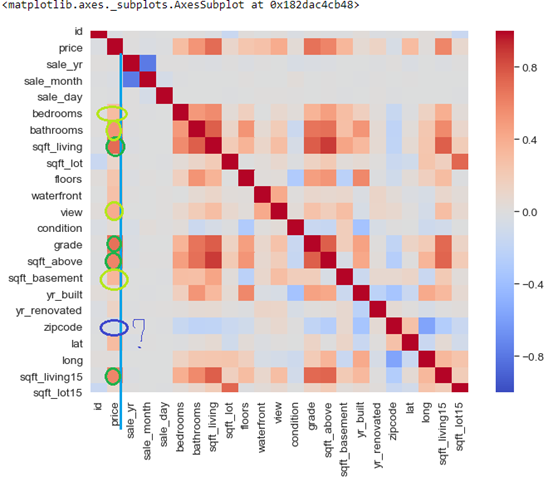 <matplotlib.axes._subplots.AxesSubplot at 0x182dac4cb48>
id
price
sale_yr
sale_month
sale_day
bedrooms
bathrooms
sqft_living
sqft_lot
floors
waterfront
view
condition
grade
sqft_above
sqft_basement
yr_built
yr_renovated
zipcode
?
lat
long
sqft_living15
sqft_lot15
id
price
sale_yr
sale_month
sale_day
bedrooms
bathrooms
sqft_living
sqft_lot
floors
waterfront
view
condition
grade
sqft_above
sqft_basement
yr_built
yr_renovated
zipcode
lat
long
sqft_living15
sqft_lot15
0.8
0.4
0.0
−0.4
−0.8